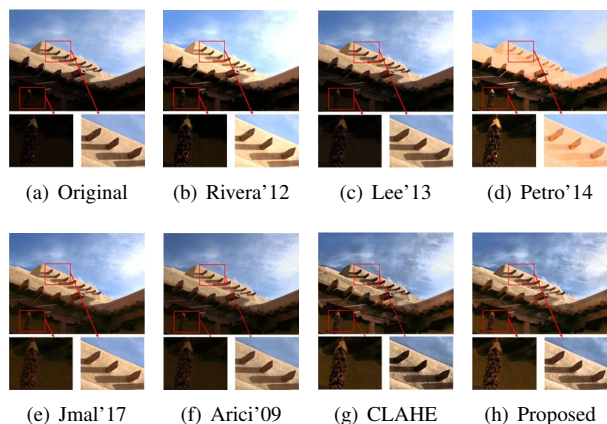 (a) Original
(b) Rivera'12
(c) Lee'13
(d) Petro'14
(e) Jmal'17
(f) Arici'09
(g) CLAHE
(h) Proposed